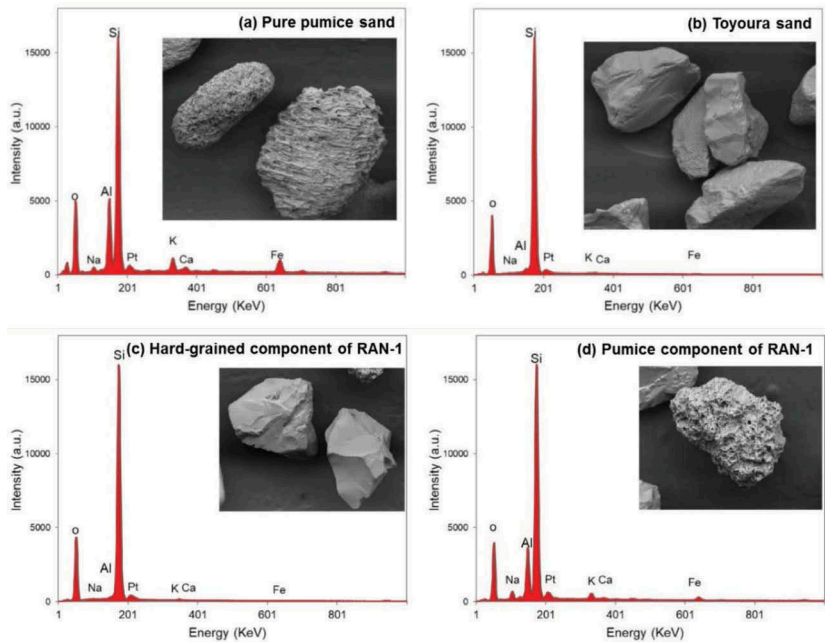 (a) Pure pumice sand
Si
15000
10000
5000
0
Intensity (a.u.)
O
Al
Na
Pt
K
Ca
Fe
1
201
401
601
801
Energy (KeV)
(b) Toyoura sand
Si
15000
10000
5000
0
Intensity (a.u.)
O
Al
Na
Pt
K Ca
Fe
1
201
401
601
801
Energy (KeV)
(c) Hard-grained component of RAN-1
Si
15000
10000
5000
0
Intensity (a.u.)
O
Al
Na
Pt
K Ca
Fe
1
201
401
601
801
Energy (KeV)
(d) Pumice component of RAN-1
Si
15000
10000
5000
0
Intensity (a.u.)
O
Al
Na
Pt
K Ca
Fe
1
201
401
601
801
Energy (KeV)